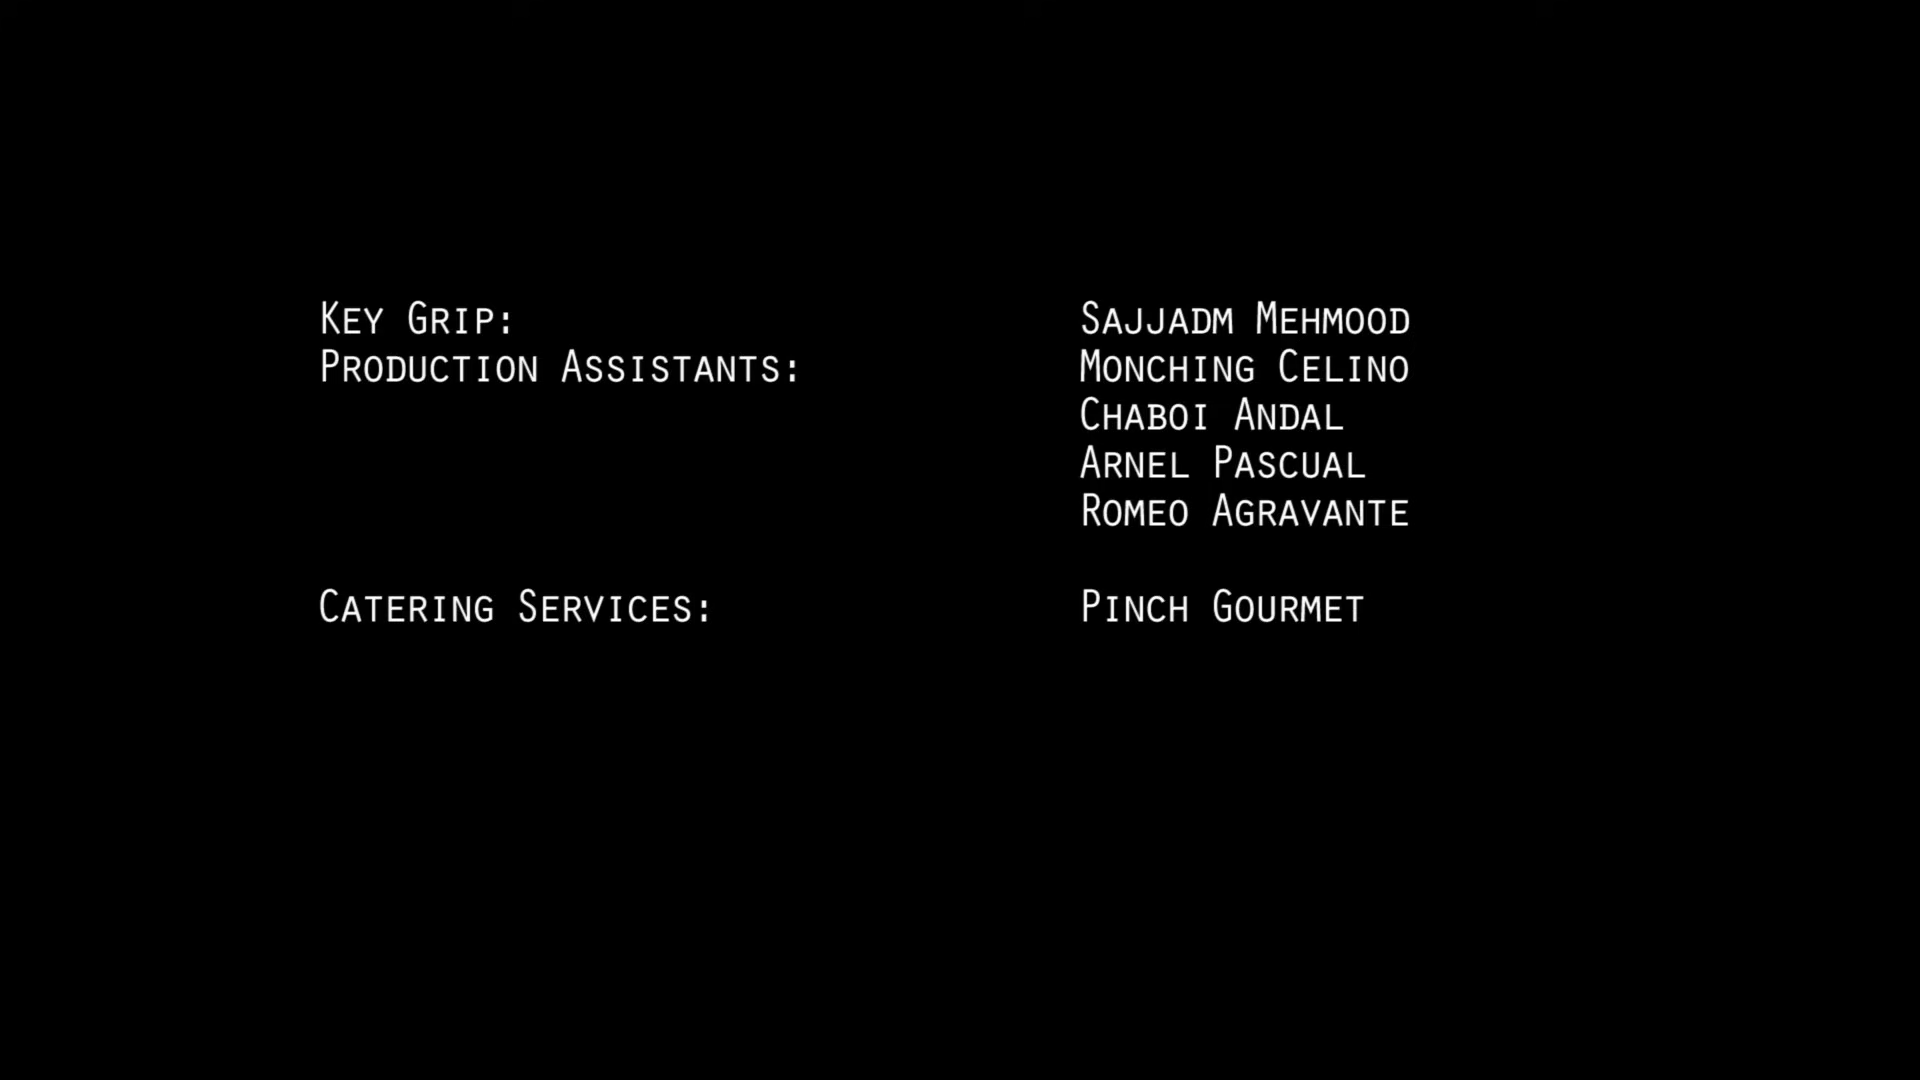 Key Grip: Sajjadm Mehmood
Production Assistants: Monching Celino
Chaboi Andal
Arnel Pascual
Romeo Agravante
Catering Services: Pinch Gourmet